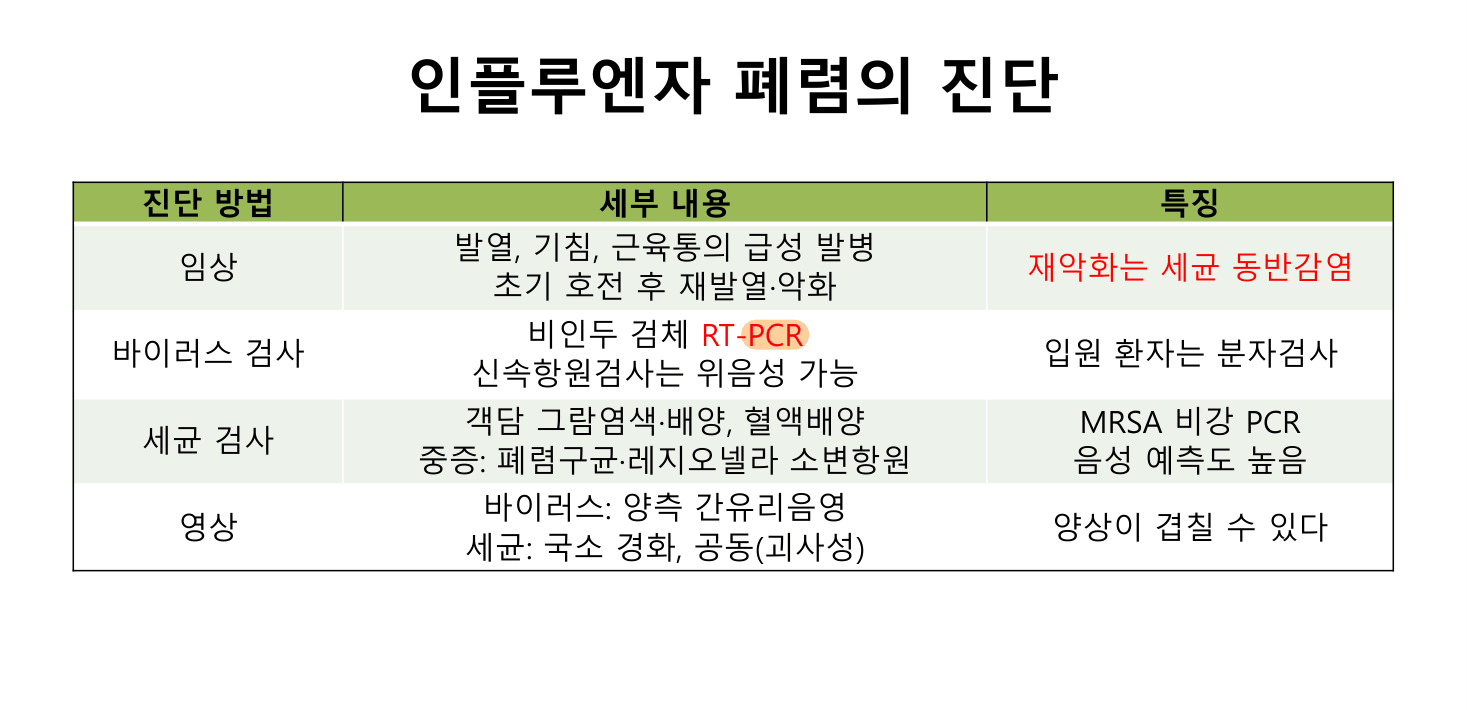 인플루엔자 폐렴의 진단
진단 방법
세부 내용
특징
임상
발열, 기침, 근육통의 급성 발병
초기 호전 후 재발열·악화
재악화는 세균 동반감염
바이러스 검사
비인두 검체 RT-PCR
신속항원검사는 위음성 가능
입원 환자는 분자검사
세균 검사
객담 그람염색·배양, 혈액배양
중증: 폐렴구균·레지오넬라 소변항원
MRSA 비강 PCR
음성 예측도 높음
영상
바이러스: 양측 간유리음영
세균: 국소 경화, 공동(괴사성)
양상이 겹칠 수 있다